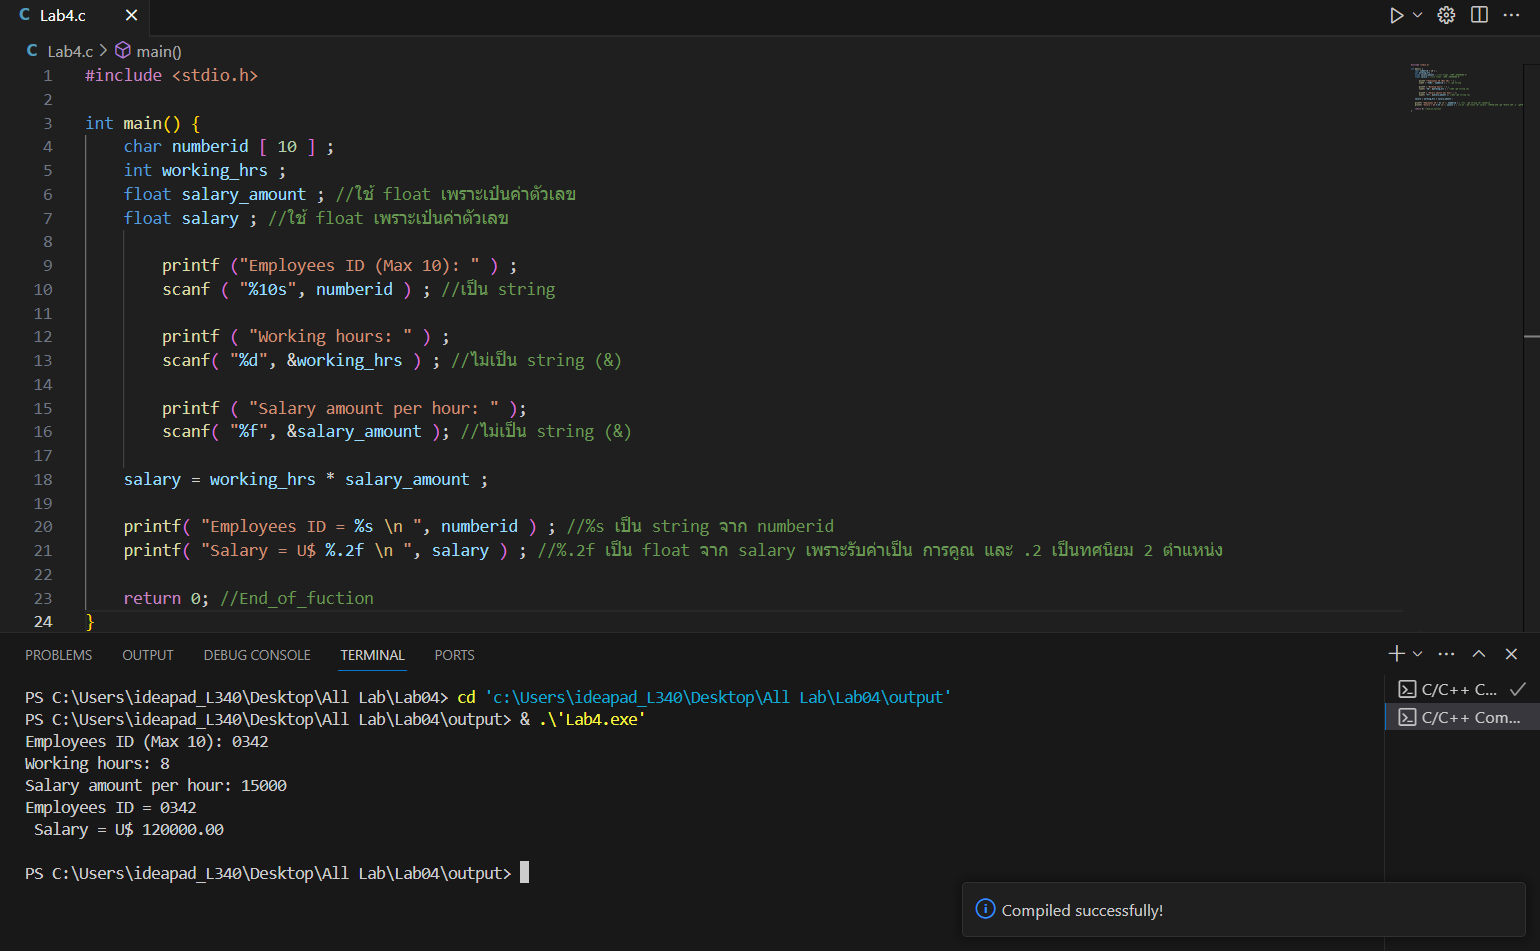 C Lab4.c
C Lab4.c > main()
1 #include <stdio.h>
2
3 int main() {
4 char numberid [ 10 ] ;
5 int working_hrs ;
6 float salary_amount ; //ใช้ float เพราะเป็นค่าตัวเลข
7 float salary ; //ใช้ float เพราะเป็นค่าตัวเลข
8
9 printf ("Employees ID (Max 10): " ) ;
10 scanf ( "%10s", numberid ) ; //เป็น string
11
12 printf ( "Working hours: " ) ;
13 scanf( "%d", &working_hrs ) ; //ไม่เป็น string (&)
14
15 printf ( "Salary amount per hour: " );
16 scanf( "%f", &salary_amount ); //ไม่เป็น string (&)
17
18 salary = working_hrs * salary_amount ;
19
20 printf( "Employees ID = %s \n ", numberid ) ; //%s เป็น string จาก numberid
21 printf( "Salary = U$ %.2f \n ", salary ) ; //%.2f เป็น float จาก salary เพราะรับค่าเป็น การคูณ และ .2 เป็นทศนิยม 2 ตำแหน่ง
22
23 return 0; //End_of_fuction
24 }
PROBLEMS OUTPUT DEBUG CONSOLE TERMINAL PORTS
PS C:\Users\ideapad_L340\Desktop\All Lab\Lab04> cd 'c:\Users\ideapad_L340\Desktop\All Lab\Lab04\output'
PS C:\Users\ideapad_L340\Desktop\All Lab\Lab04\output> & .\'Lab4.exe'
Employees ID (Max 10): 0342
Working hours: 8
Salary amount per hour: 15000
Employees ID = 0342
Salary = U$ 120000.00
PS C:\Users\ideapad_L340\Desktop\All Lab\Lab04\output>
C/C++ C...
C/C++ Com...
Compiled successfully!